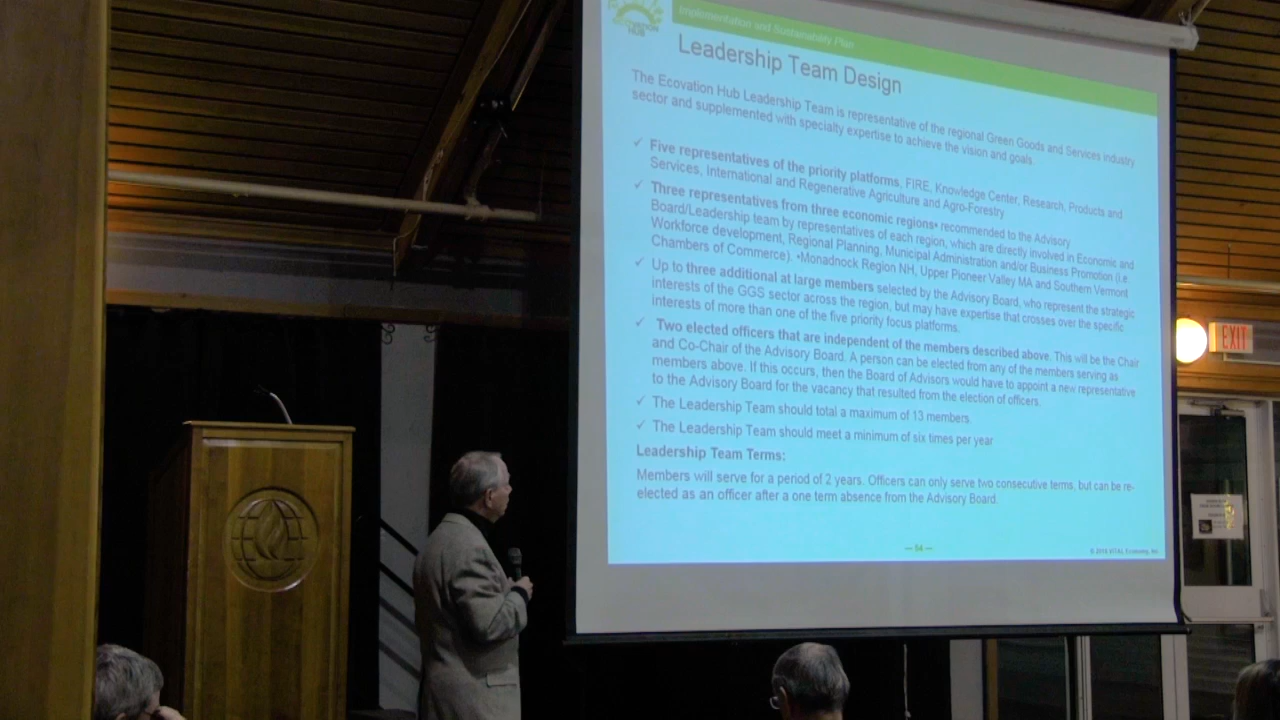 Implementation and Sustainability Plan
HUB
Leadership Team Design
The Ecovation Hub Leadership Team is representative of the regional Green Goods and Services industry
sector and supplemented with specialty expertise to achieve the vision and goals.
✓ Five representatives of the priority platforms, FIRE, Knowledge Center, Research, Products and
Services, International and Regenerative Agriculture and Agro-Forestry
✓ Three representatives from three economic regions• recommended to the Advisory
Board/Leadership team by representatives of each region, which are directly involved in Economic and
Workforce development, Regional Planning, Municipal Administration and/or Business Promotion (i.e.
Chambers of Commerce). •Monadnock Region NH, Upper Pioneer Valley MA and Southern Vermont
✓ Up to three additional at large members selected by the Advisory Board, who represent the strategic
interests of the GGS sector across the region, but may have expertise that crosses over the specific
interests of more than one of the five priority focus platforms.
✓ Two elected officers that are independent of the members described above. This will be the Chair
and Co-Chair of the Advisory Board. A person can be elected from any of the members serving as
members above. If this occurs, then the Board of Advisors would have to appoint a new representative
to the Advisory Board for the vacancy that resulted from the election of officers.
✓ The Leadership Team should total a maximum of 13 members.
✓ The Leadership Team should meet a minimum of six times per year
Leadership Team Terms:
Members will serve for a period of 2 years. Officers can only serve two consecutive terms, but can be re-
elected as an officer after a one term absence from the Advisory Board.
— 54 —
© 2014 VITAL Economy, Inc.
EXIT